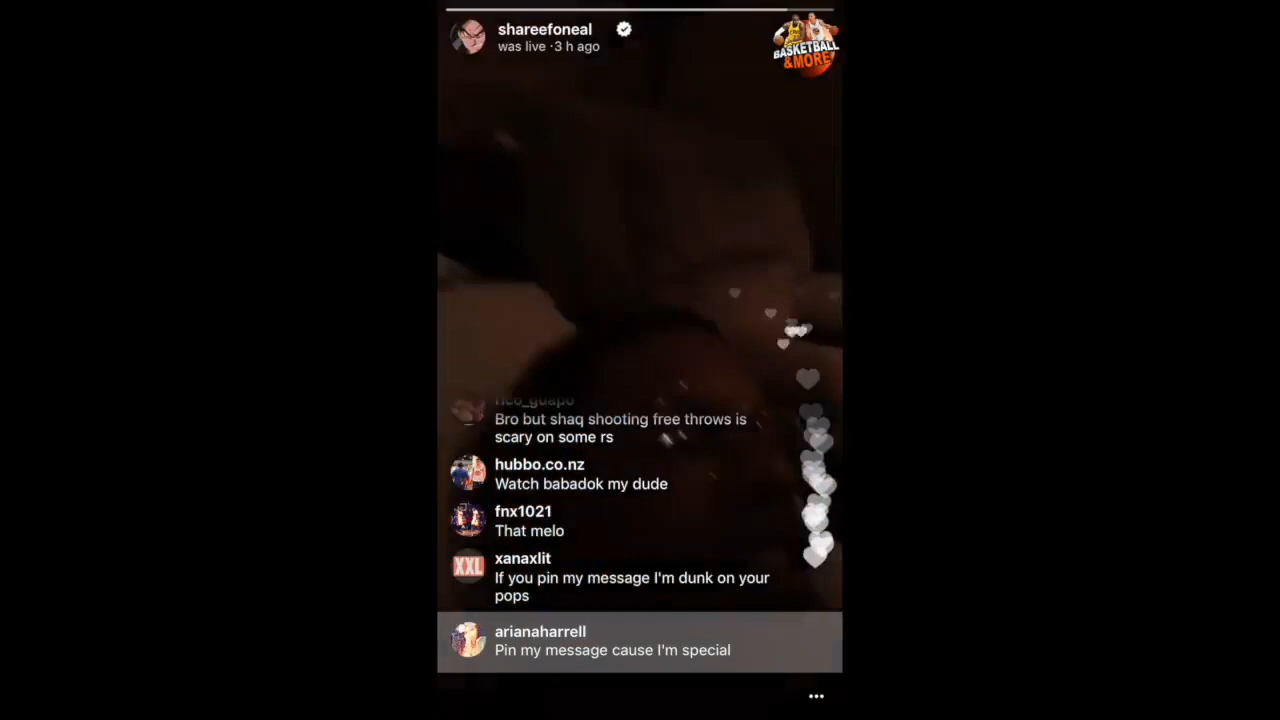 shareefoneal
was live · 3 h ago
BASKETBALL
&MORE!
rico_guapo
Bro but shaq shooting free throws is
scary on some rs
hubbo.co.nz
Watch babadok my dude
fnx1021
That melo
XXL
xanaxlit
If you pin my message I'm dunk on your
pops
arianaharrell
Pin my message cause I'm special